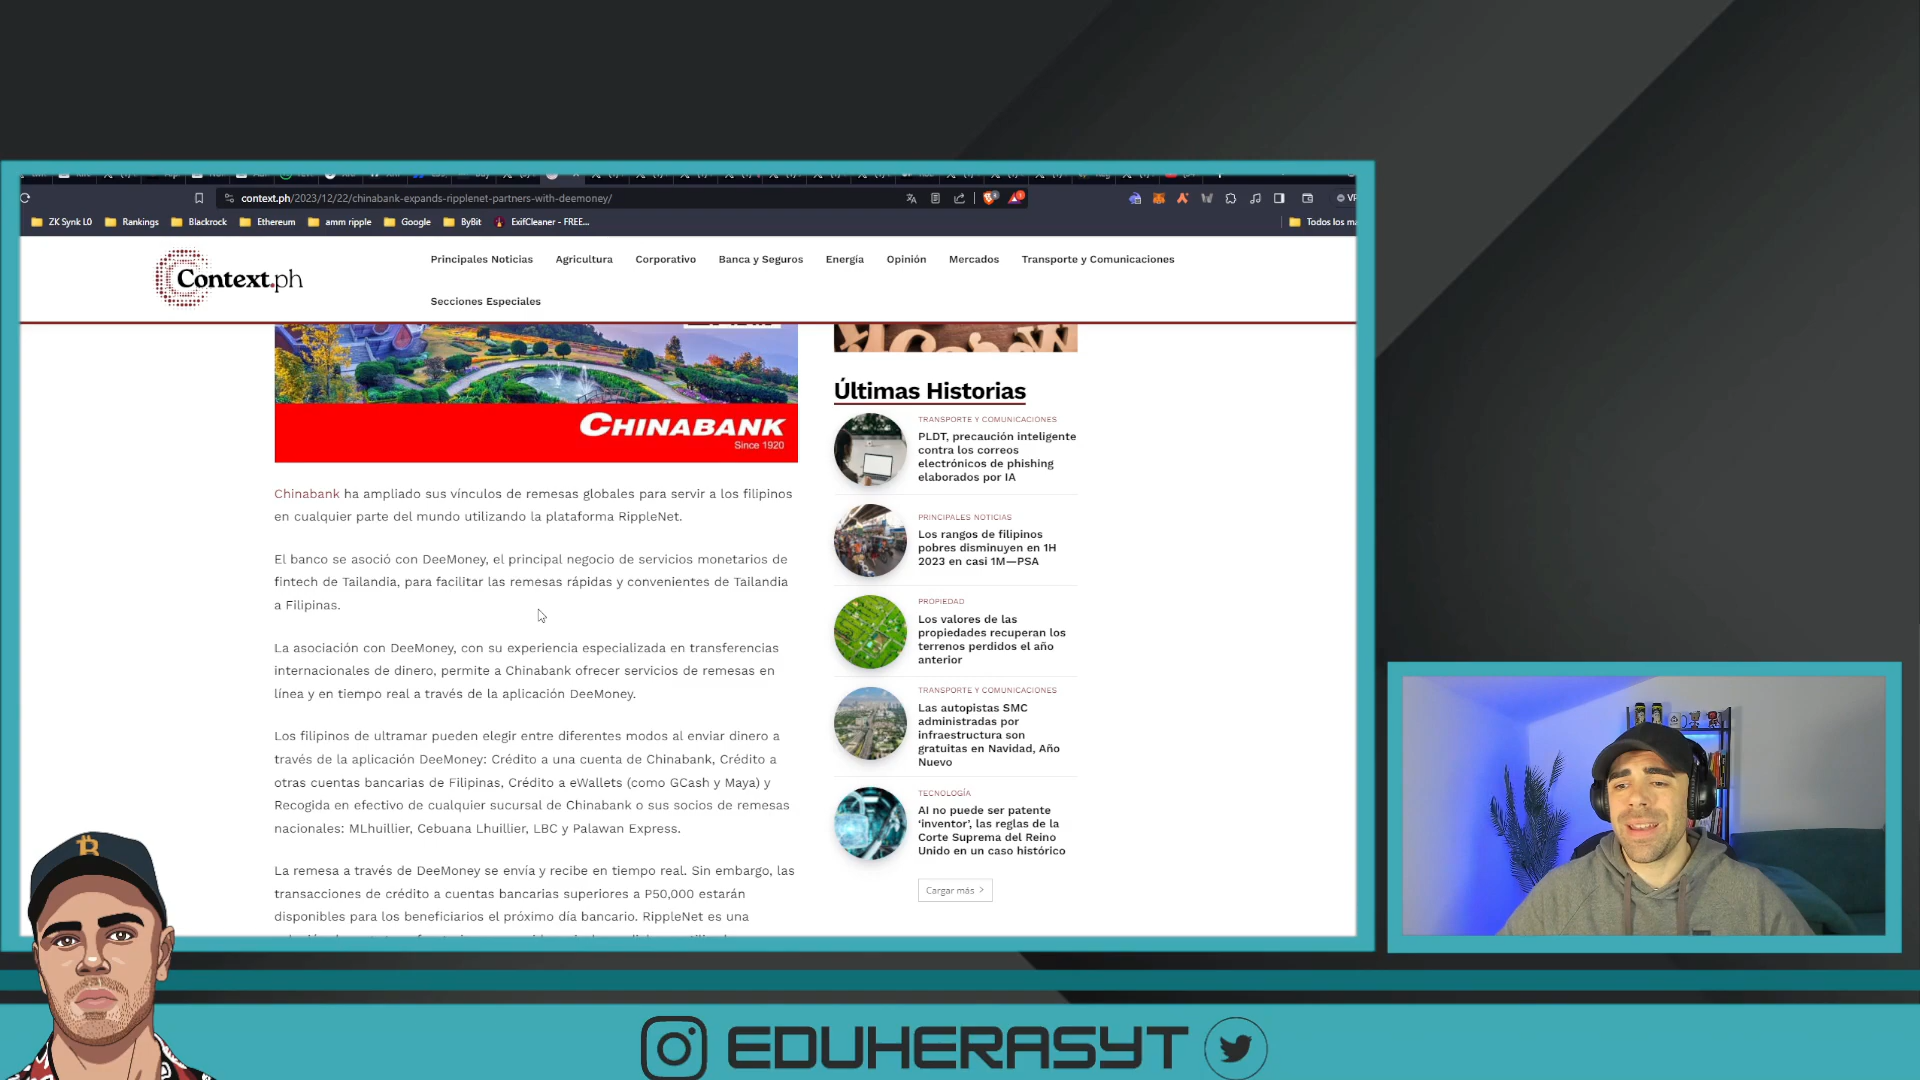 context.ph/2023/12/22/chinabank-expands-ripplenet-partners-with-deemoney/
ZK Synk L0
Rankings
Blackrock
Ethereum
amm ripple
Google
ByBit
ExifCleaner - FREE...
Todos los
Context.ph
Principales Noticias
Agricultura
Corporativo
Banca y Seguros
Energía
Opinión
Mercados
Transporte y Comunicaciones
Secciones Especiales
CHINABANK
Since 1920
Chinabank ha ampliado sus vínculos de remesas globales para servir a los filipinos
en cualquier parte del mundo utilizando la plataforma RippleNet.
El banco se asoció con DeeMoney, el principal negocio de servicios monetarios de
fintech de Tailandia, para facilitar las remesas rápidas y convenientes de Tailandia
a Filipinas.
La asociación con DeeMoney, con su experiencia especializada en transferencias
internacionales de dinero, permite a Chinabank ofrecer servicios de remesas en
línea y en tiempo real a través de la aplicación DeeMoney.
Los filipinos de ultramar pueden elegir entre diferentes modos al enviar dinero a
través de la aplicación DeeMoney: Crédito a una cuenta de Chinabank, Crédito a
otras cuentas bancarias de Filipinas, Crédito a eWallets (como GCash y Maya) y
Recogida en efectivo de cualquier sucursal de Chinabank o sus socios de remesas
nacionales: MLhuillier, Cebuana Lhuillier, LBC y Palawan Express.
La remesa a través de DeeMoney se envía y recibe en tiempo real. Sin embargo, las
transacciones de crédito a cuentas bancarias superiores a P50,000 estarán
disponibles para los beneficiarios el próximo día bancario. RippleNet es una
Últimas Historias
TRANSPORTE Y COMUNICACIONES
PLDT, precaución inteligente
contra los correos
electrónicos de phishing
elaborados por IA
PRINCIPALES NOTICIAS
Los rangos de filipinos
pobres disminuyen en 1H
2023 en casi 1M—PSA
PROPIEDAD
Los valores de las
propiedades recuperan los
terrenos perdidos el año
anterior
TRANSPORTE Y COMUNICACIONES
Las autopistas SMC
administradas por
infraestructura son
gratuitas en Navidad, Año
Nuevo
TECNOLOGÍA
AI no puede ser patente
‘inventor’, las reglas de la
Corte Suprema del Reino
Unido en un caso histórico
Cargar más
EDUHERASYT